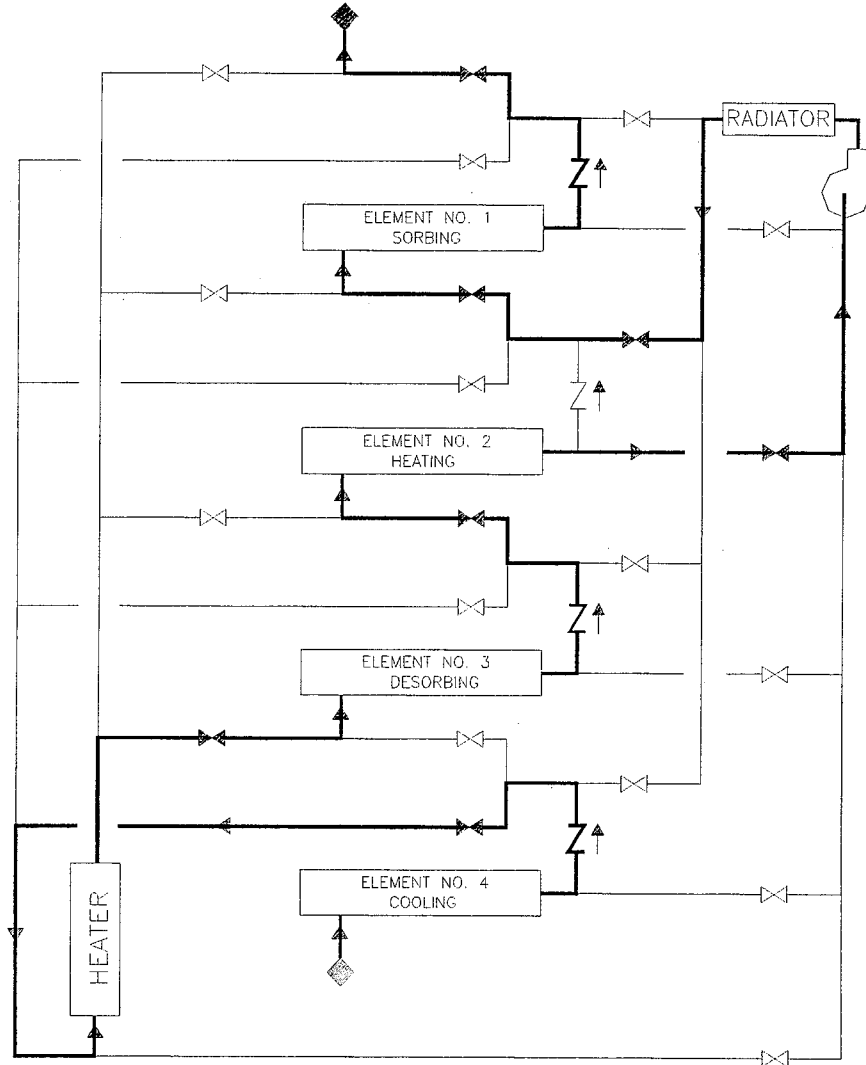 RADIATOR
ELEMENT NO. 1
SORBING
ELEMENT NO. 2
HEATING
ELEMENT NO. 3
DESORBING
ELEMENT NO. 4
COOLING
HEATER